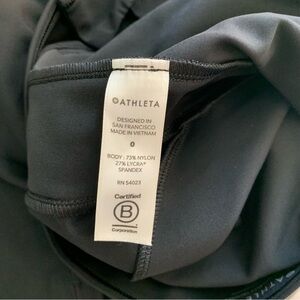 ATHLETA
DESIGNED IN
SAN FRANCISCO
MADE IN VIETNAM
0
BODY: 73% NYLON
27% LYCRA®
SPANDEX
RN 54023
Certified
B
Corporation
ATHLETA